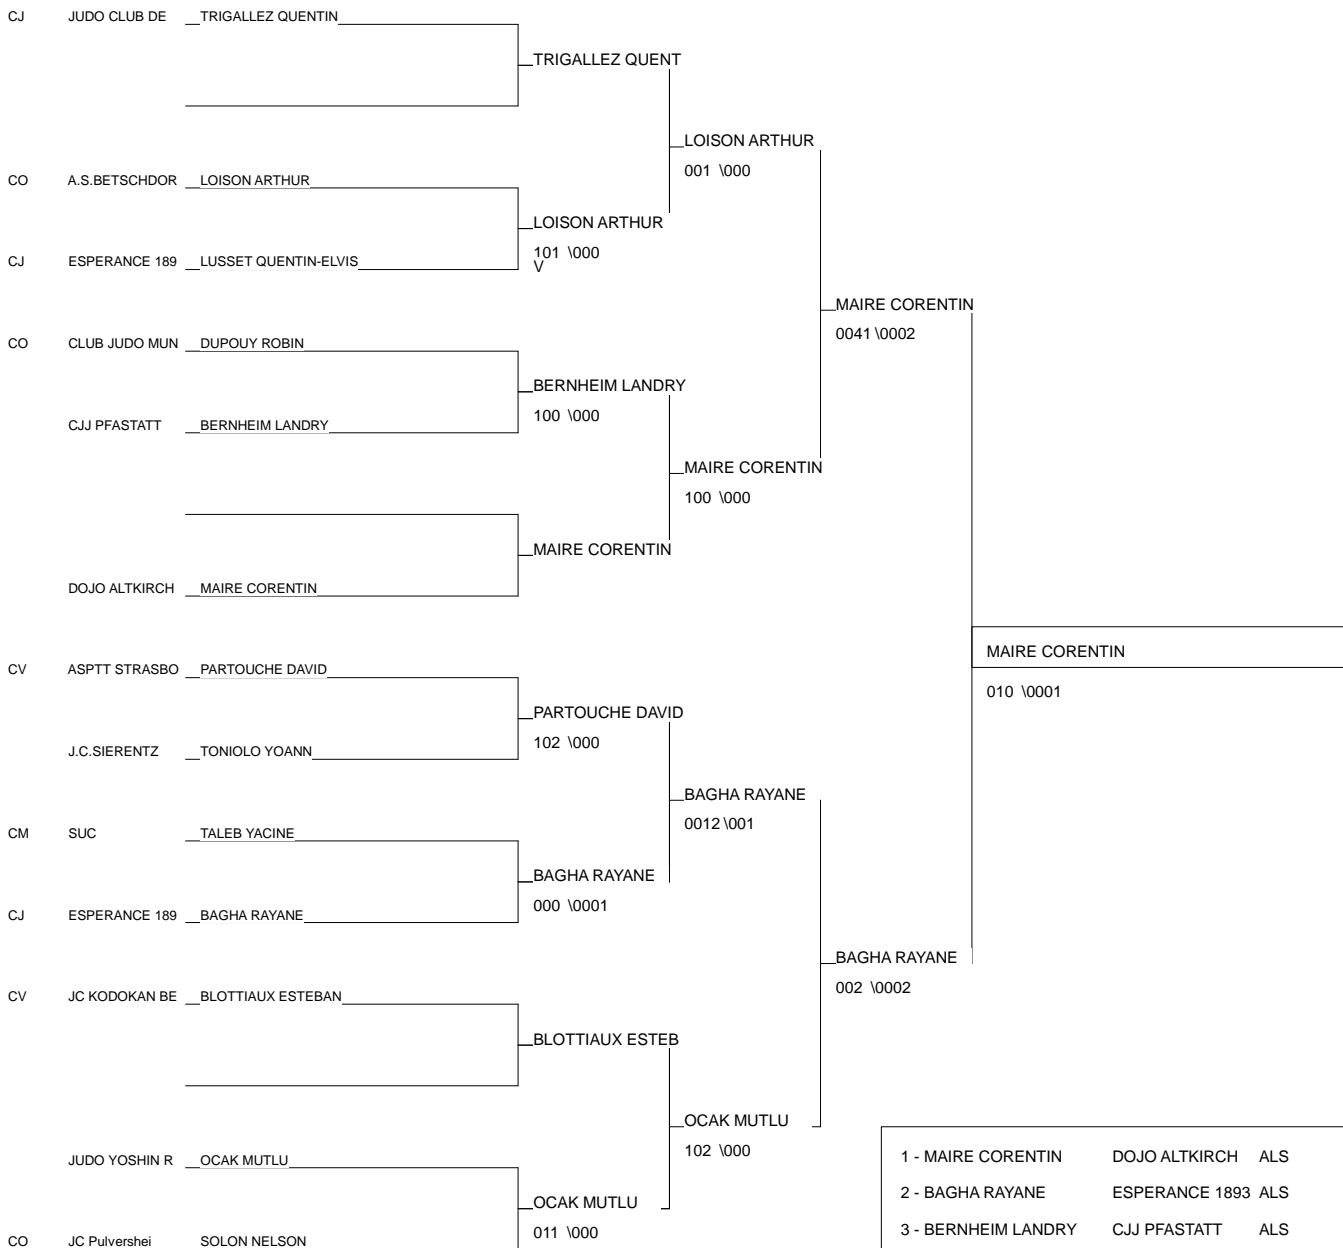 CJ JUDO CLUB DE TRIGALLEZ QUENTIN
TRIGALLEZ QUENT
LOISON ARTHUR
001 \000
CO A.S.BETSCHDOR LOISON ARTHUR
LOISON ARTHUR
101 \000
V
CJ ESPERANCE 189 LUSSET QUENTIN-ELVIS
MAIRE CORENTIN
0041 \0002
CO CLUB JUDO MUN DUPOUY ROBIN
BERNHEIM LANDRY
100 \000
CJJ PFASTATT BERNHEIM LANDRY
MAIRE CORENTIN
100 \000
MAIRE CORENTIN
DOJO ALTKIRCH MAIRE CORENTIN
MAIRE CORENTIN
010 \0001
CV ASPTT STRASBO PARTOUCHE DAVID
PARTOUCHE DAVID
102 \000
J.C.SIERENTZ TONIOLO YOANN
BAGHA RAYANE
0012 \001
CM SUC TALEB YACINE
BAGHA RAYANE
000 \0001
CJ ESPERANCE 189 BAGHA RAYANE
BAGHA RAYANE
002 \0002
CV JC KODOKAN BE BLOTTIAUX ESTEBAN
BLOTTIAUX ESTEB
OCAK MUTLU
102 \000
JUDO YOSHIN R OCAK MUTLU
OCAK MUTLU
011 \000
CO JC Pulvershei SOLON NELSON
1 - MAIRE CORENTIN DOJO ALTKIRCH ALS
2 - BAGHA RAYANE ESPERANCE 1893 ALS
3 - BERNHEIM LANDRY CJJ PFASTATT ALS